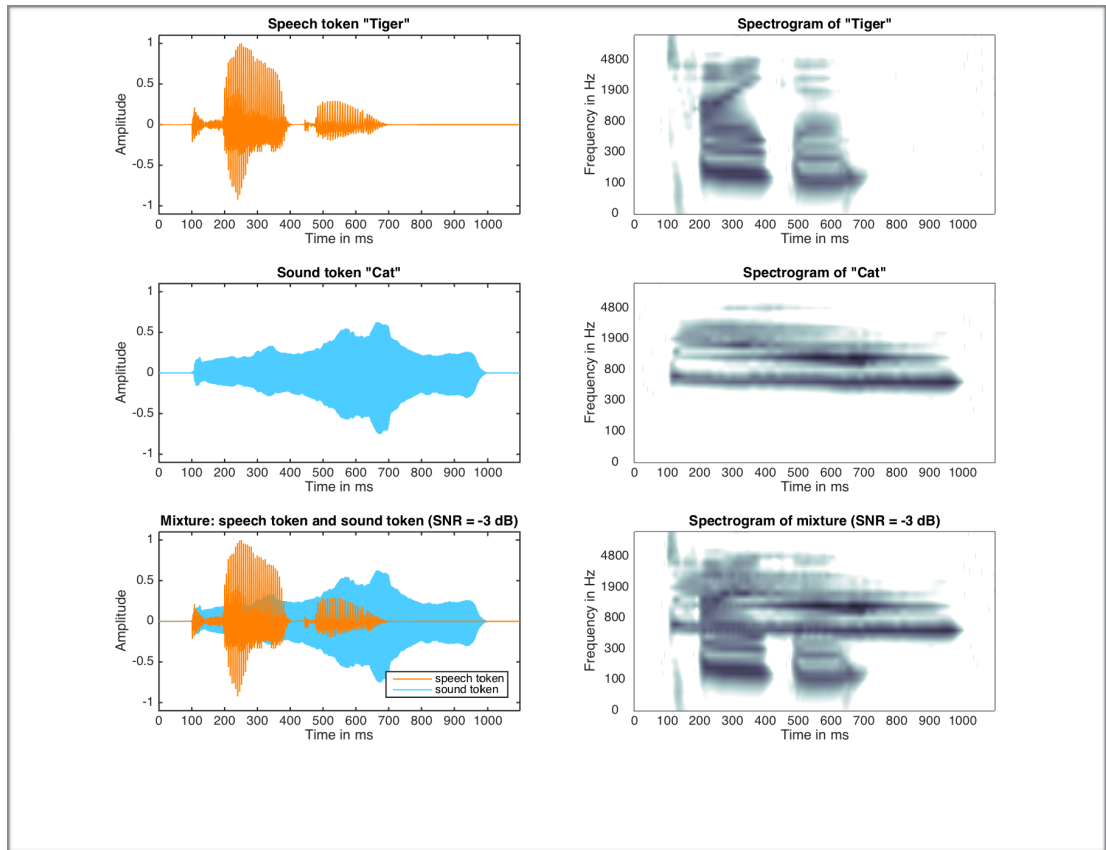 Speech token "Tiger"
1
0.5
0
-0.5
-1
Amplitude
0 100 200 300 400 500 600 700 800 900 1000
Time in ms
Spectrogram of "Tiger"
4800
1900
800
300
100
0
Frequency in Hz
0 100 200 300 400 500 600 700 800 900 1000
Time in ms
Sound token "Cat"
1
0.5
0
-0.5
-1
Amplitude
0 100 200 300 400 500 600 700 800 900 1000
Time in ms
Spectrogram of "Cat"
4800
1900
800
300
100
0
Frequency in Hz
0 100 200 300 400 500 600 700 800 900 1000
Time in ms
Mixture: speech token and sound token (SNR = -3 dB)
1
0.5
0
-0.5
-1
Amplitude
speech token
sound token
0 100 200 300 400 500 600 700 800 900 1000
Time in ms
Spectrogram of mixture (SNR = -3 dB)
4800
1900
800
300
100
0
Frequency in Hz
0 100 200 300 400 500 600 700 800 900 1000
Time in ms